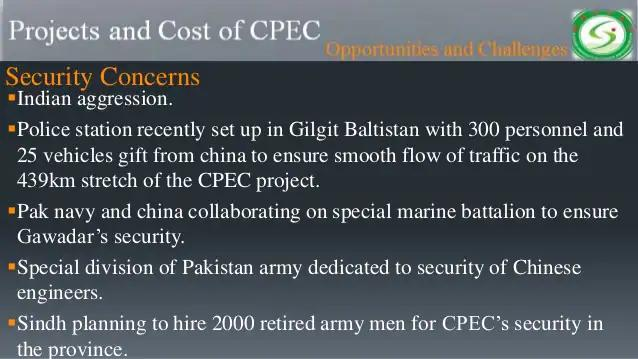 Projects and Cost of CPEC
Opportunities and Challenges
Security Concerns
▪Indian aggression.
▪Police station recently set up in Gilgit Baltistan with 300 personnel and
25 vehicles gift from china to ensure smooth flow of traffic on the
439km stretch of the CPEC project.
▪Pak navy and china collaborating on special marine battalion to ensure
Gawadar’s security.
▪Special division of Pakistan army dedicated to security of Chinese
engineers.
▪Sindh planning to hire 2000 retired army men for CPEC’s security in
the province.